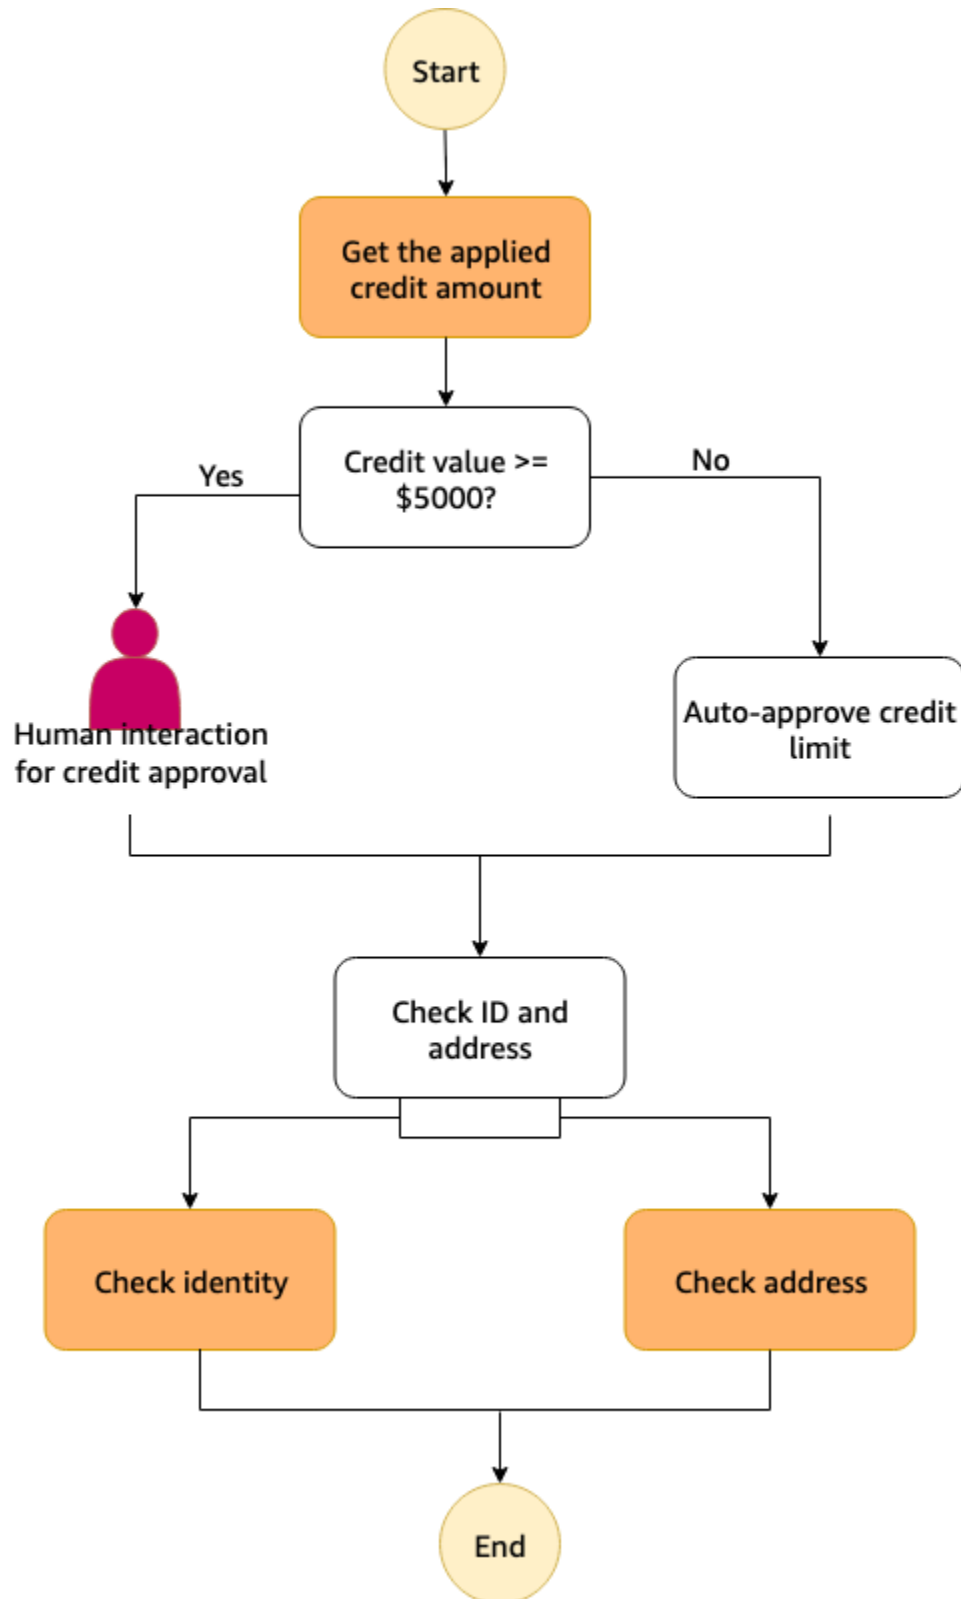 Start
Get the applied
credit amount
Credit value >=
$5000?
Yes
No
Human interaction
for credit approval
Auto-approve credit
limit
Check ID and
address
Check identity
Check address
End